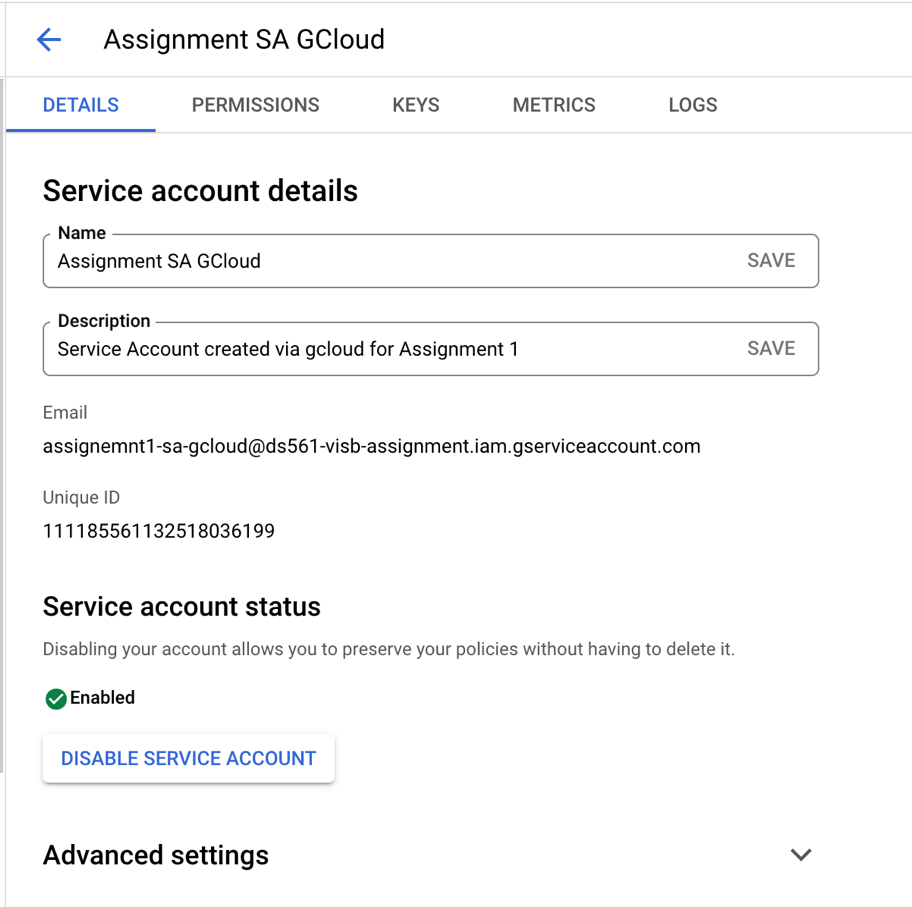 Assignment SA GCloud
DETAILS PERMISSIONS KEYS METRICS LOGS
Service account details
Name
Assignment SA GCloud SAVE
Description
Service Account created via gcloud for Assignment 1 SAVE
Email
assignemnt1-sa-gcloud@ds561-visb-assignment.iam.gserviceaccount.com
Unique ID
111185561132518036199
Service account status
Disabling your account allows you to preserve your policies without having to delete it.
Enabled
DISABLE SERVICE ACCOUNT
Advanced settings